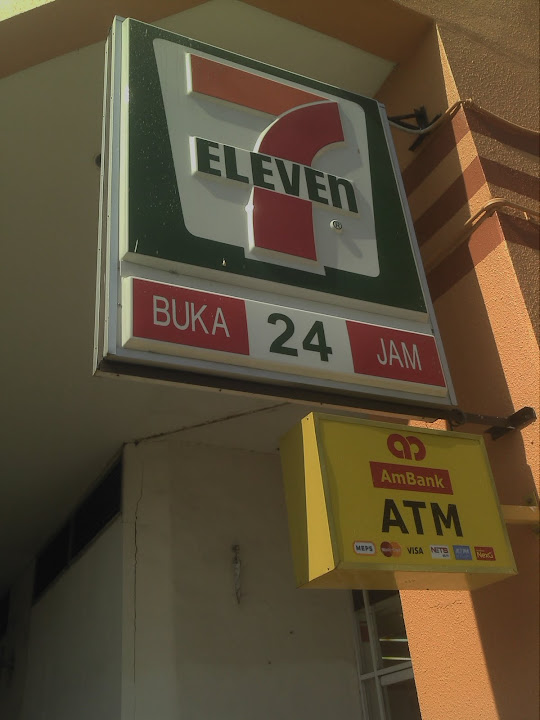 7
ELEVEn
®
BUKA 24 JAM
AmBank
ATM
MEPS VISA